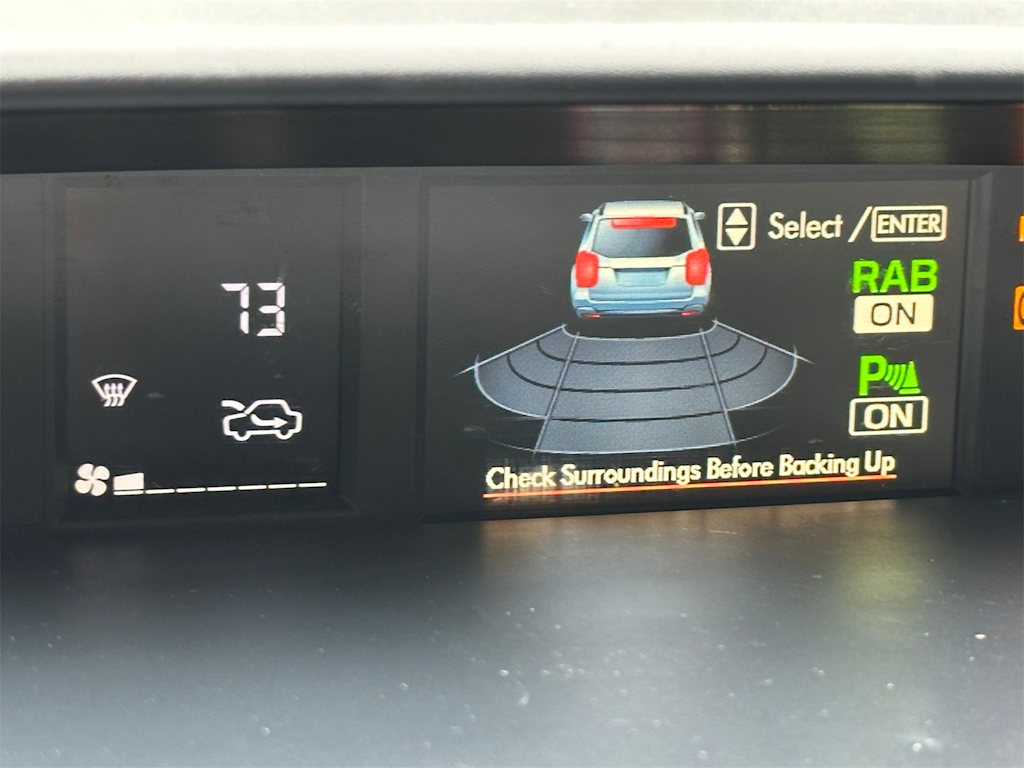 73
Select / ENTER
RAB
ON
P
ON
Check Surroundings Before Backing Up